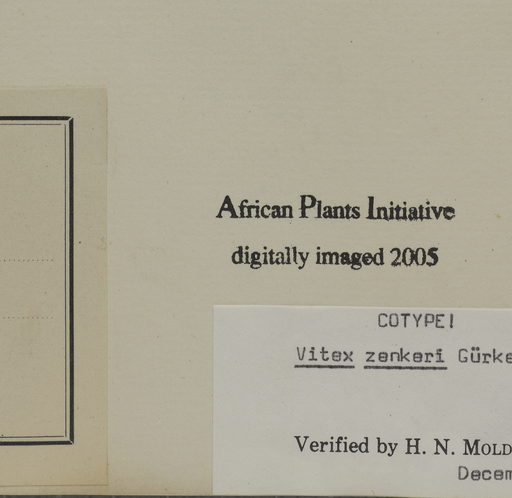 African Plants Initiative
digitally imaged 2005
COTYPE!
Vitex zenkeri Gürke
Verified by H. N. MOLD
Decem